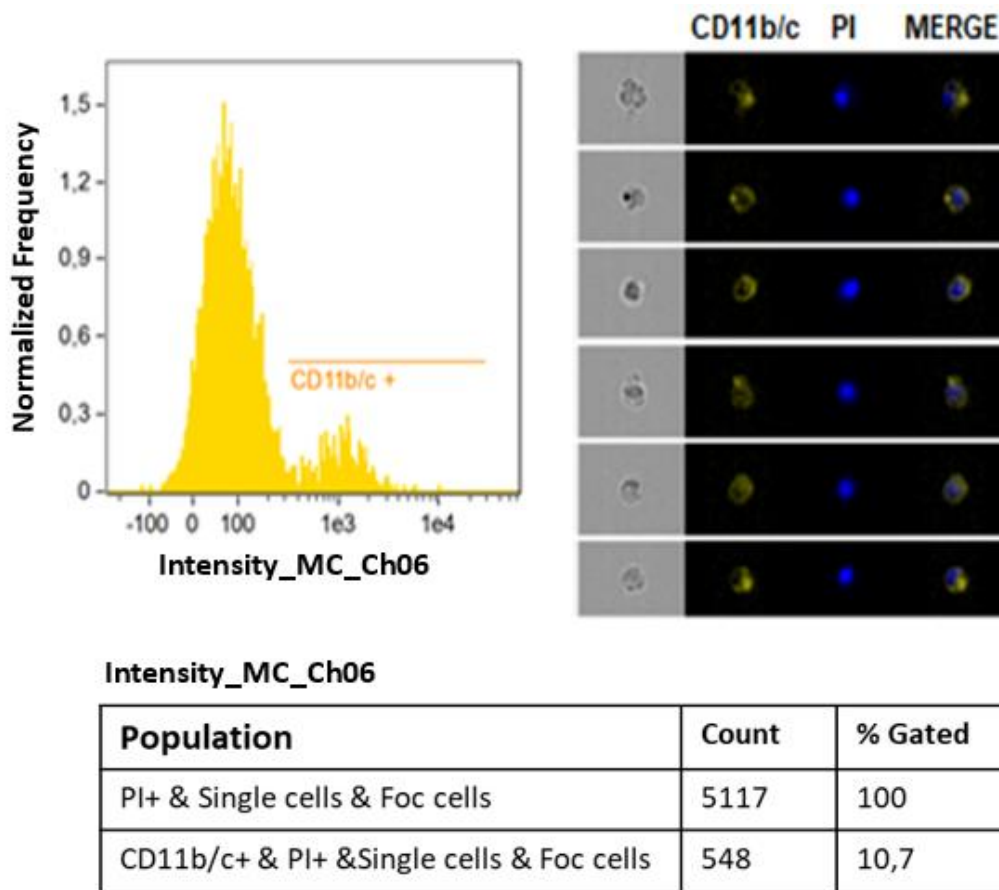 CD11b/c PI MERGE
Normalized Frequency
1,5
1,2
0,9
0,6
0,3
0
CD11b/c +
-100 0 100 1e3 1e4
Intensity_MC_Ch06
Intensity_MC_Ch06
Population Count % Gated
PI+ & Single cells & Foc cells 5117 100
CD11b/c+ & PI+ &Single cells & Foc cells 548 10,7